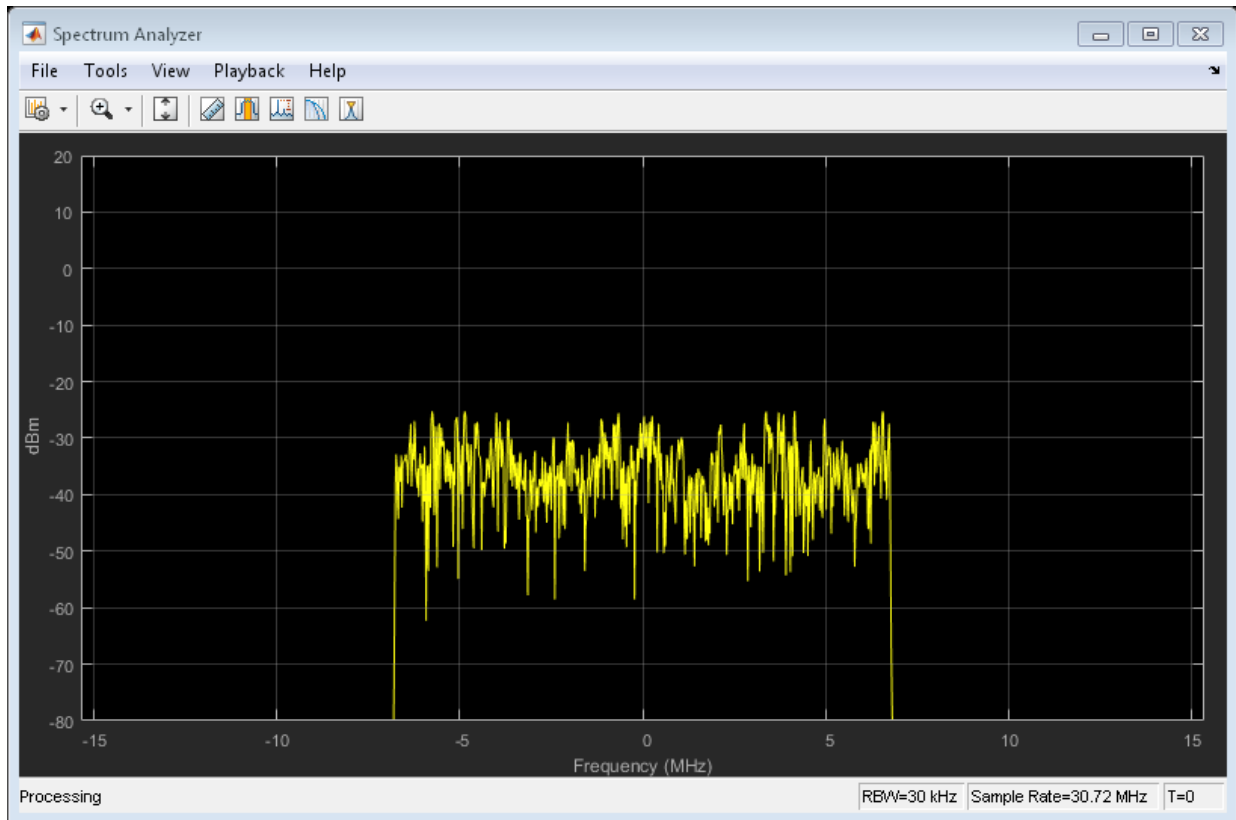 Spectrum Analyzer
File Tools View Playback Help
20
10
0
-10
-20
-30
-40
-50
-60
-70
-80
dBm
-15 -10 -5 0 5 10 15
Frequency (MHz)
Processing RBW=30 kHz Sample Rate=30.72 MHz T=0